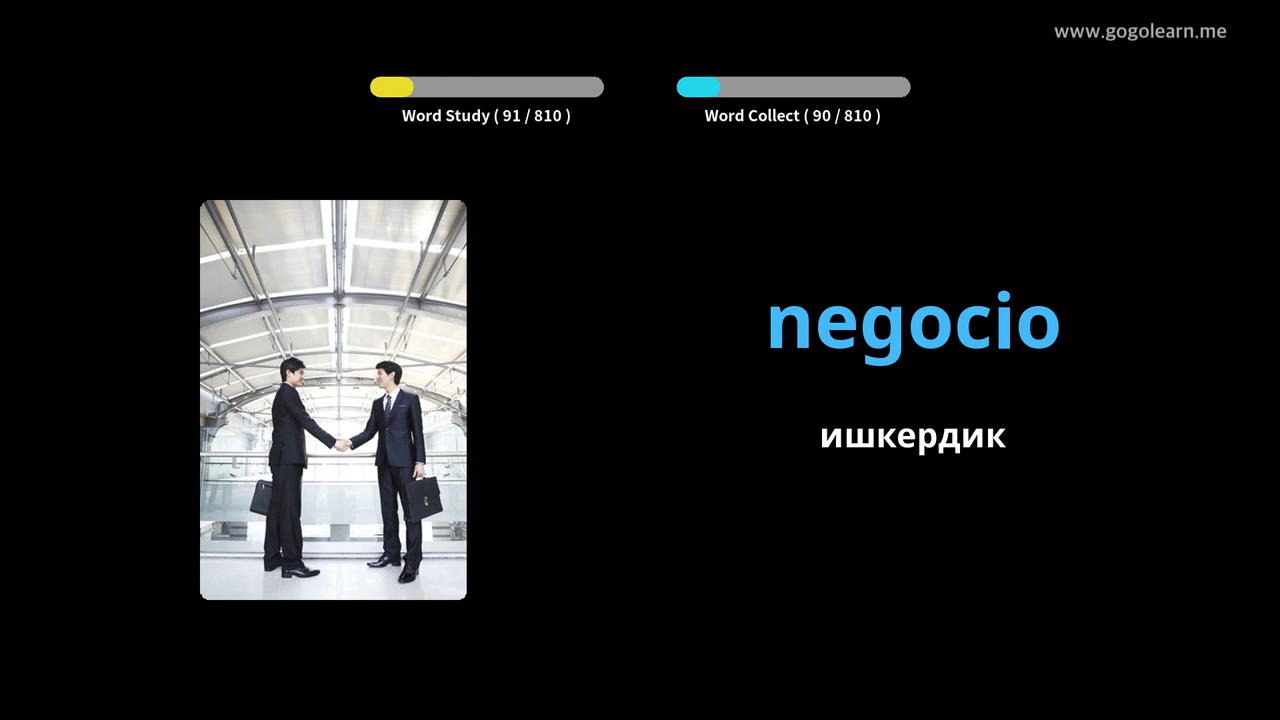 www.gogolearn.me
Word Study ( 91 / 810 )
Word Collect ( 90 / 810 )
negocio
ишкердик